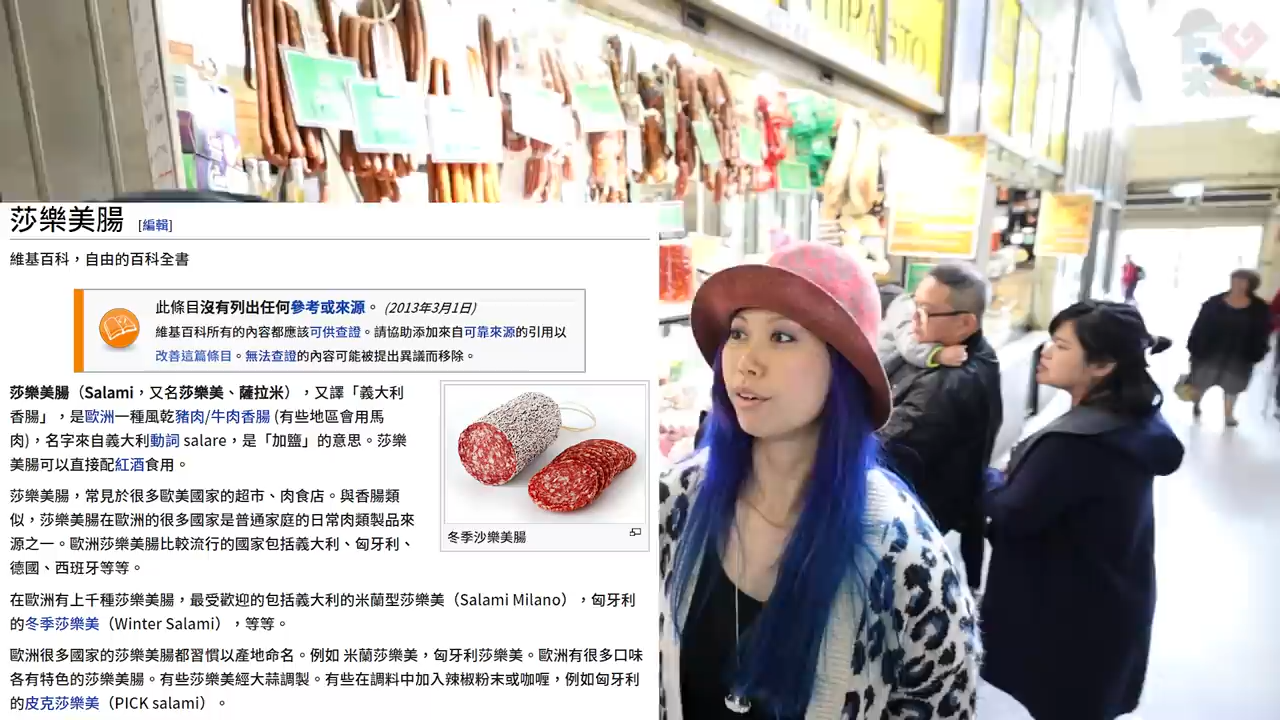 莎樂美腸 [編輯]
維基百科，自由的百科全書
此條目沒有列出任何參考或來源。 (2013年3月1日)
維基百科所有的內容都應該可供查證。請協助添加來自可靠來源的引用以
改善這篇條目。無法查證的內容可能被提出異議而移除。
莎樂美腸（Salami，又名莎樂美、薩拉米），又譯「義大利
香腸」，是歐洲一種風乾豬肉/牛肉香腸 (有些地區會用馬
肉)，名字來自義大利動詞 salare，是「加鹽」的意思。莎樂
美腸可以直接配紅酒食用。
莎樂美腸，常見於很多歐美國家的超市、肉食店。與香腸類
似，莎樂美腸在歐洲的很多國家是普通家庭的日常肉類製品來
源之一。歐洲莎樂美腸比較流行的國家包括義大利、匈牙利、
德國、西班牙等等。
冬季沙樂美腸
在歐洲有上千種莎樂美腸，最受歡迎的包括義大利的米蘭型莎樂美（Salami Milano），匈牙利
的冬季莎樂美（Winter Salami），等等。
歐洲很多國家的莎樂美腸都習慣以產地命名。例如 米蘭莎樂美，匈牙利莎樂美。歐洲有很多口味
各有特色的莎樂美腸。有些莎樂美經大蒜調製。有些在調料中加入辣椒粉末或咖喱，例如匈牙利
的皮克莎樂美（PICK salami）。